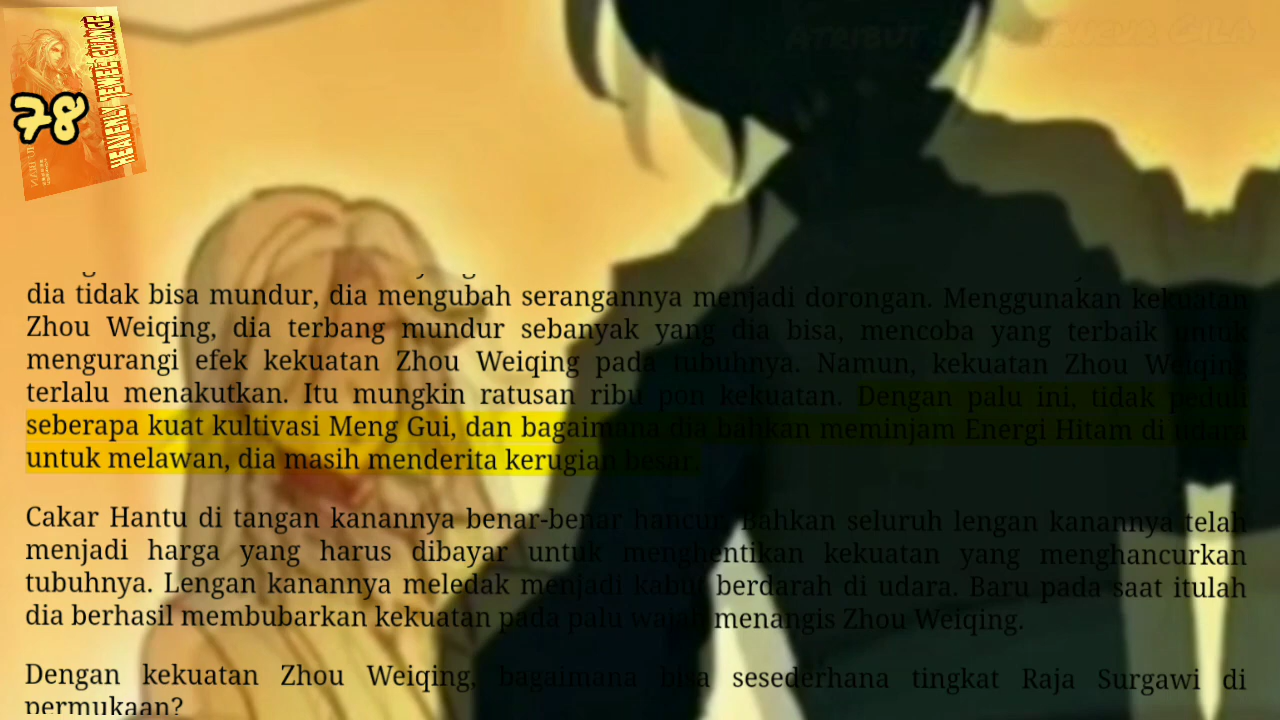 HEAVENLY JEWEL CHANGE
78
dia tidak bisa mundur, dia mengubah serangannya menjadi dorongan. Menggunakan kekuatan
Zhou Weiqing, dia terbang mundur sebanyak yang dia bisa, mencoba yang terbaik untuk
mengurangi efek kekuatan Zhou Weiqing pada tubuhnya. Namun, kekuatan Zhou Weiqing
terlalu menakutkan. Itu mungkin ratusan ribu pon kekuatan. Dengan palu ini, tidak peduli
seberapa kuat kultivasi Meng Gui, dan bagaimana dia bahkan meminjam Energi Hitam di udara
untuk melawan, dia masih menderita kerugian besar.
Cakar Hantu di tangan kanannya benar-benar hancur. Bahkan seluruh lengan kanannya telah
menjadi harga yang harus dibayar untuk menghentikan kekuatan yang menghancurkan
tubuhnya. Lengan kanannya meledak menjadi kabut berdarah di udara. Baru pada saat itulah
dia berhasil membubarkan kekuatan pada palu wajah menangis Zhou Weiqing.
Dengan kekuatan Zhou Weiqing, bagaimana bisa sesederhana tingkat Raja Surgawi di
permukaan?